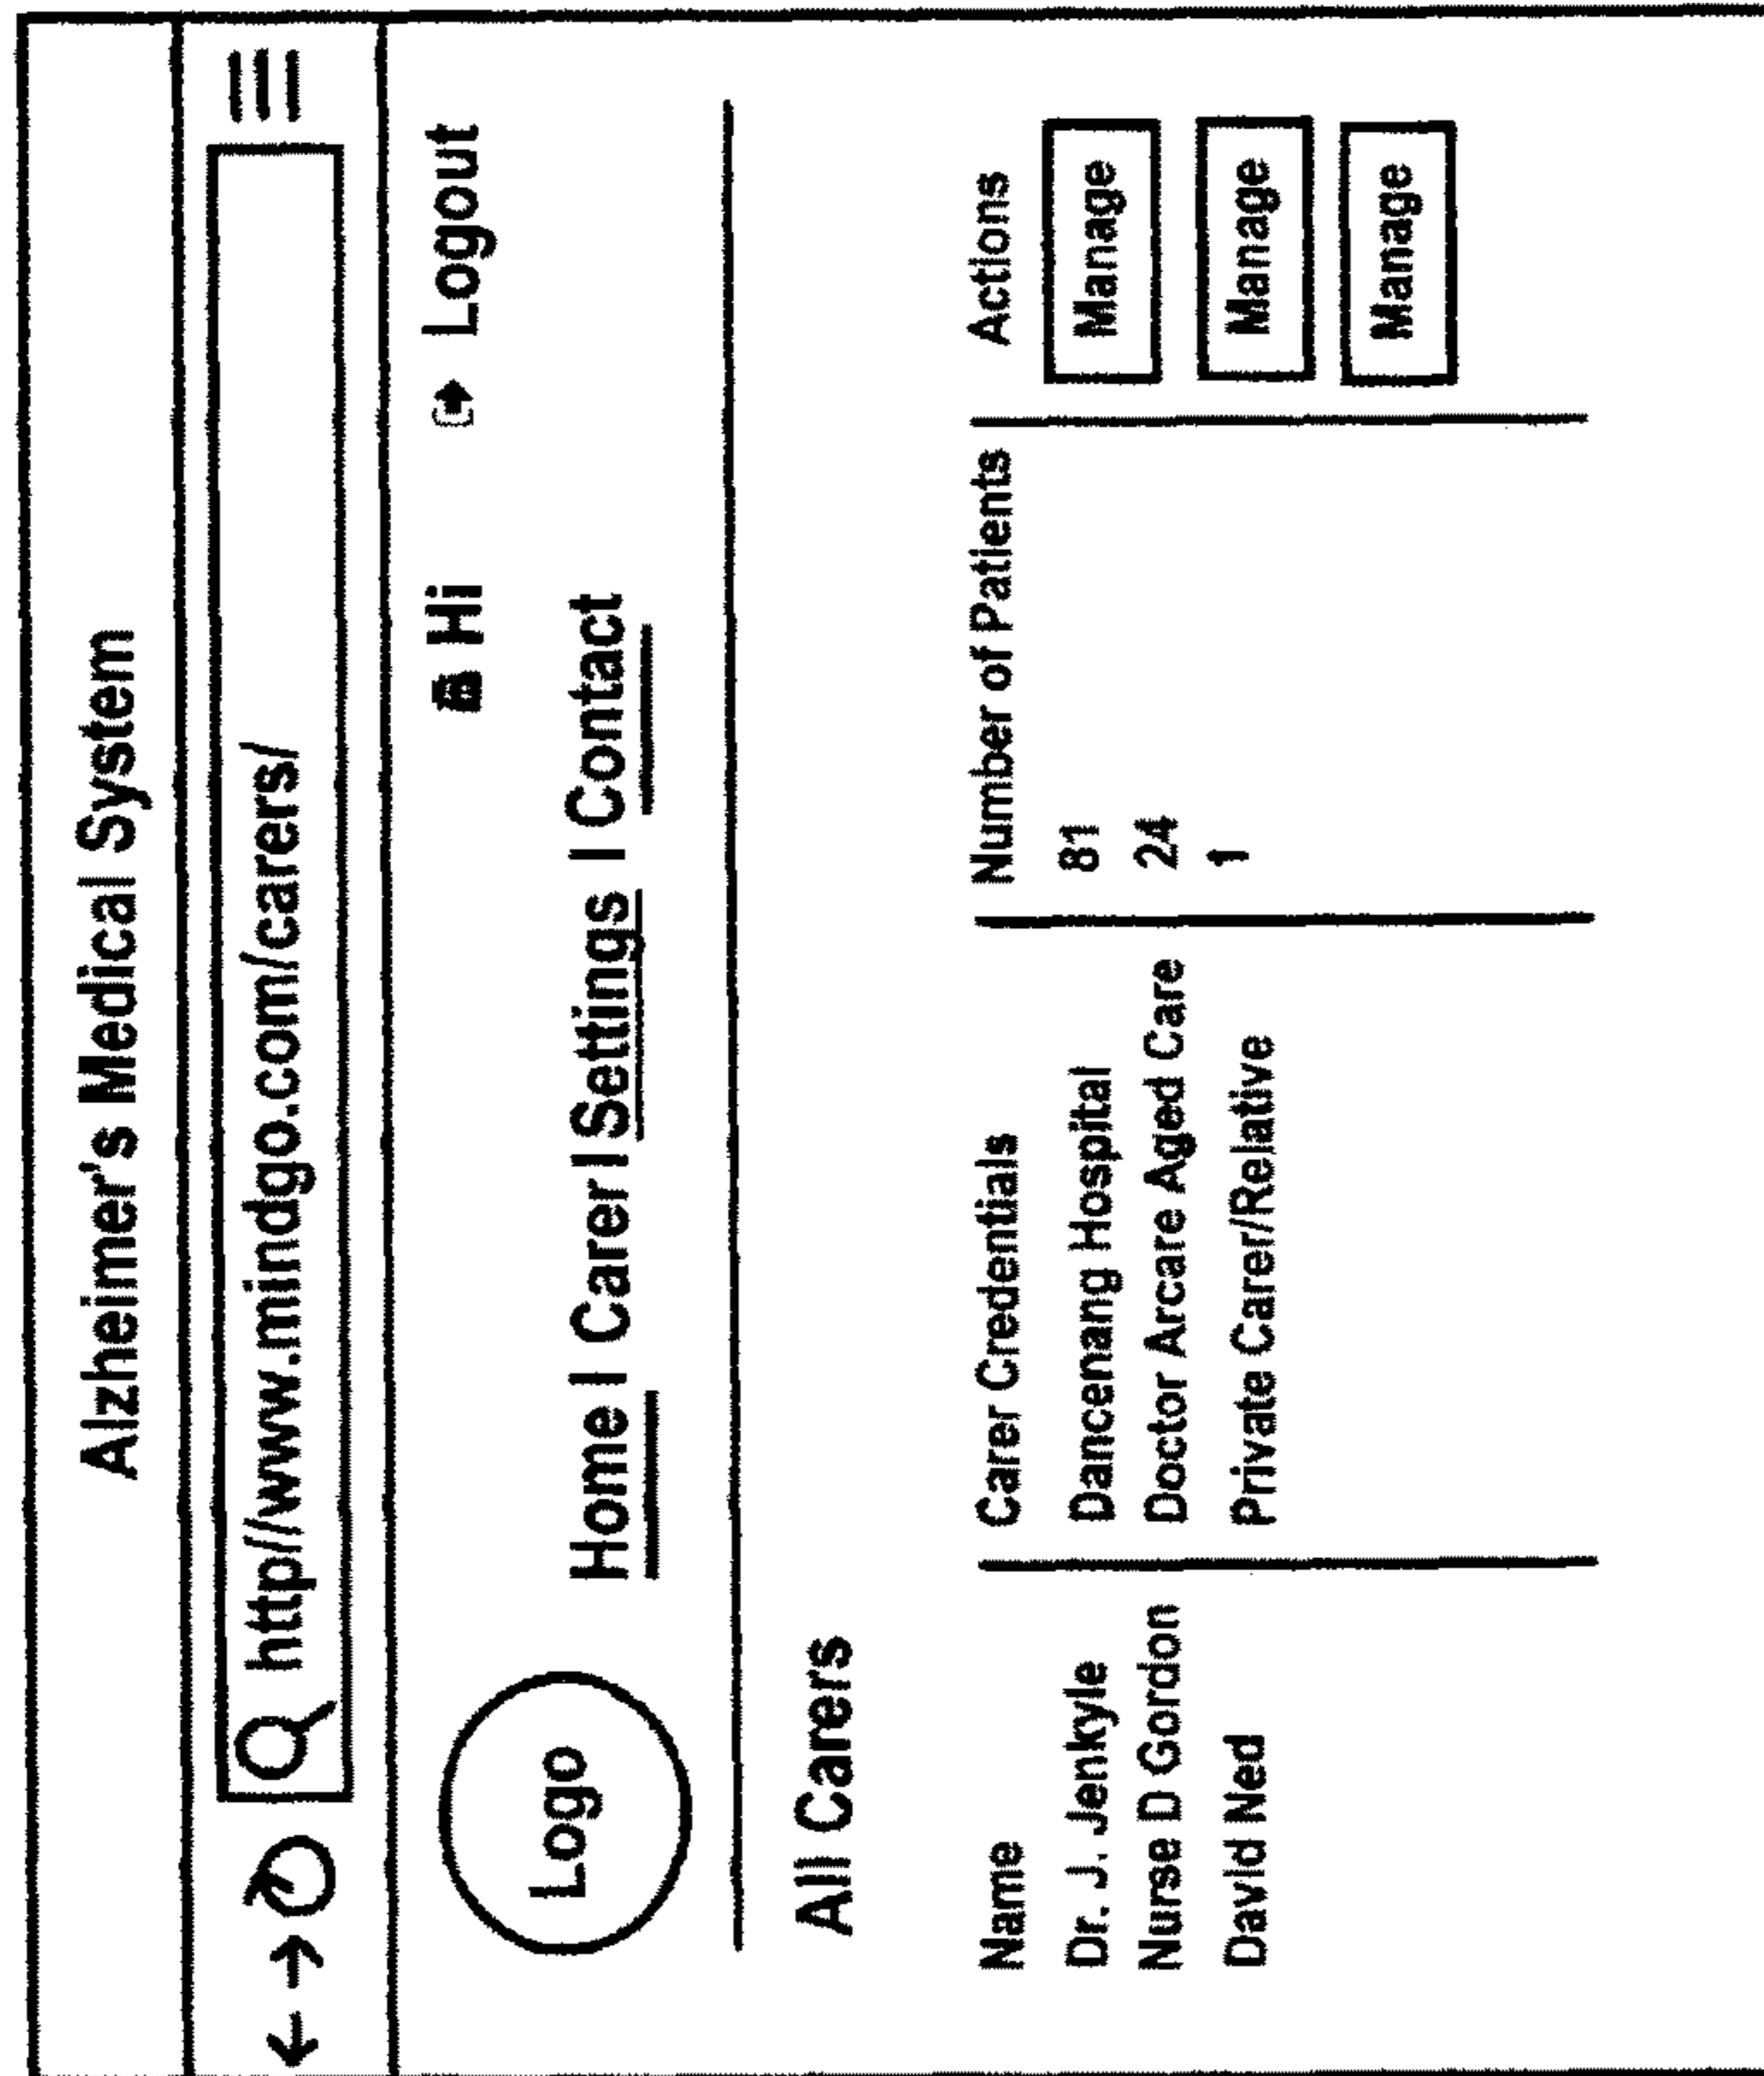 Alzheimer's Medical System
http//www.mindgo.com/carers/
Hi Logout
Logo
Home | Carer | Settings | Contact
All Carers
Name Carer Credentials Number of Patients Actions
Dr. J. Jenkyle Dancenang Hospital 81 Manage
Nurse D Gordon Doctor Arcare Aged Care 24 Manage
David Ned Private Carer/Relative 1 Manage